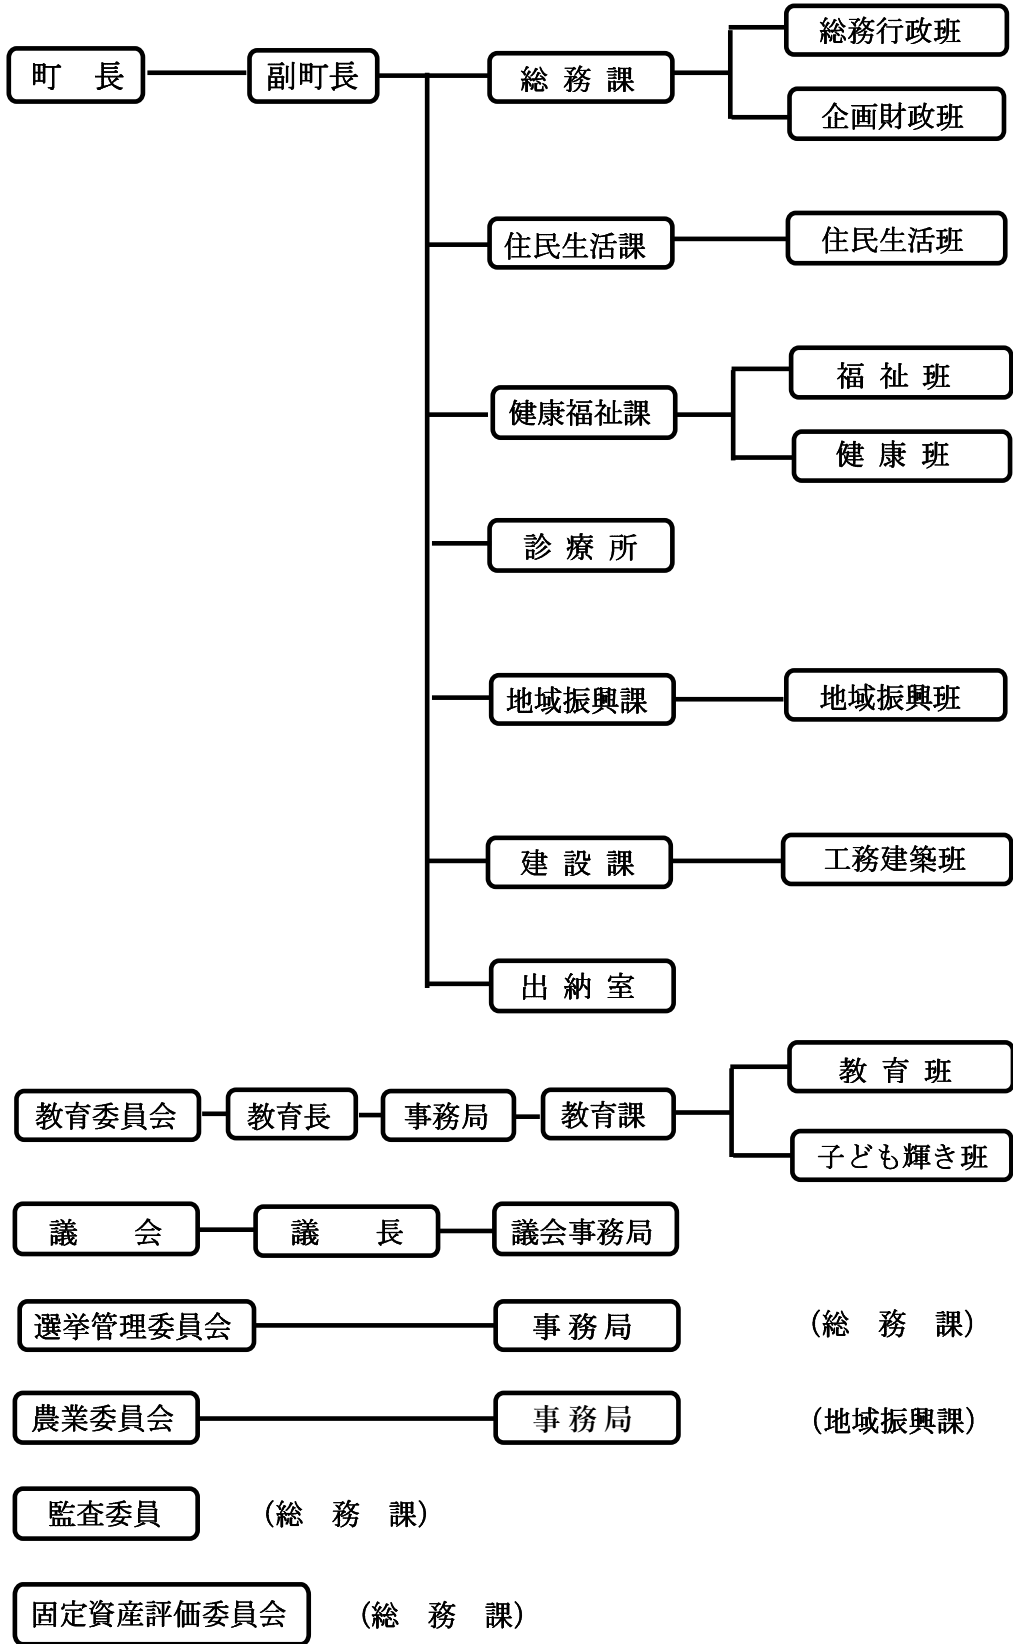 総務行政班
町　長
副町長
総務課
企画財政班
住民生活課
住民生活班
福祉班
健康福祉課
健康班
診療所
地域振興課
地域振興班
建設課
工務建築班
出納室
教育班
教育委員会
教育長
事務局
教育課
子ども輝き班
議　会
議　長
議会事務局
選挙管理委員会
事務局
（総　務　課）
農業委員会
事務局
（地域振興課）
監査委員
（総　務　課）
固定資産評価委員会
（総　務　課）